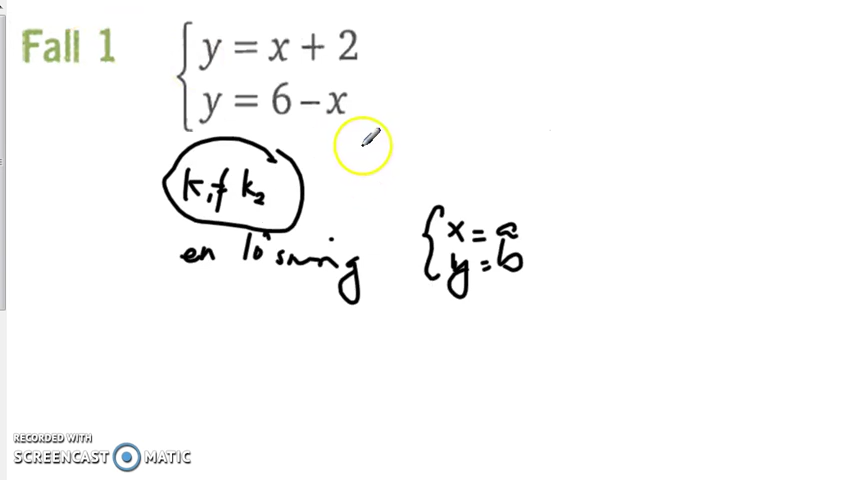 Fall 1
y = x + 2
y = 6 – x
k₁ ≠ k₂
en lösning
x = a
y = b
RECORDED WITH
SCREENCAST MATIC